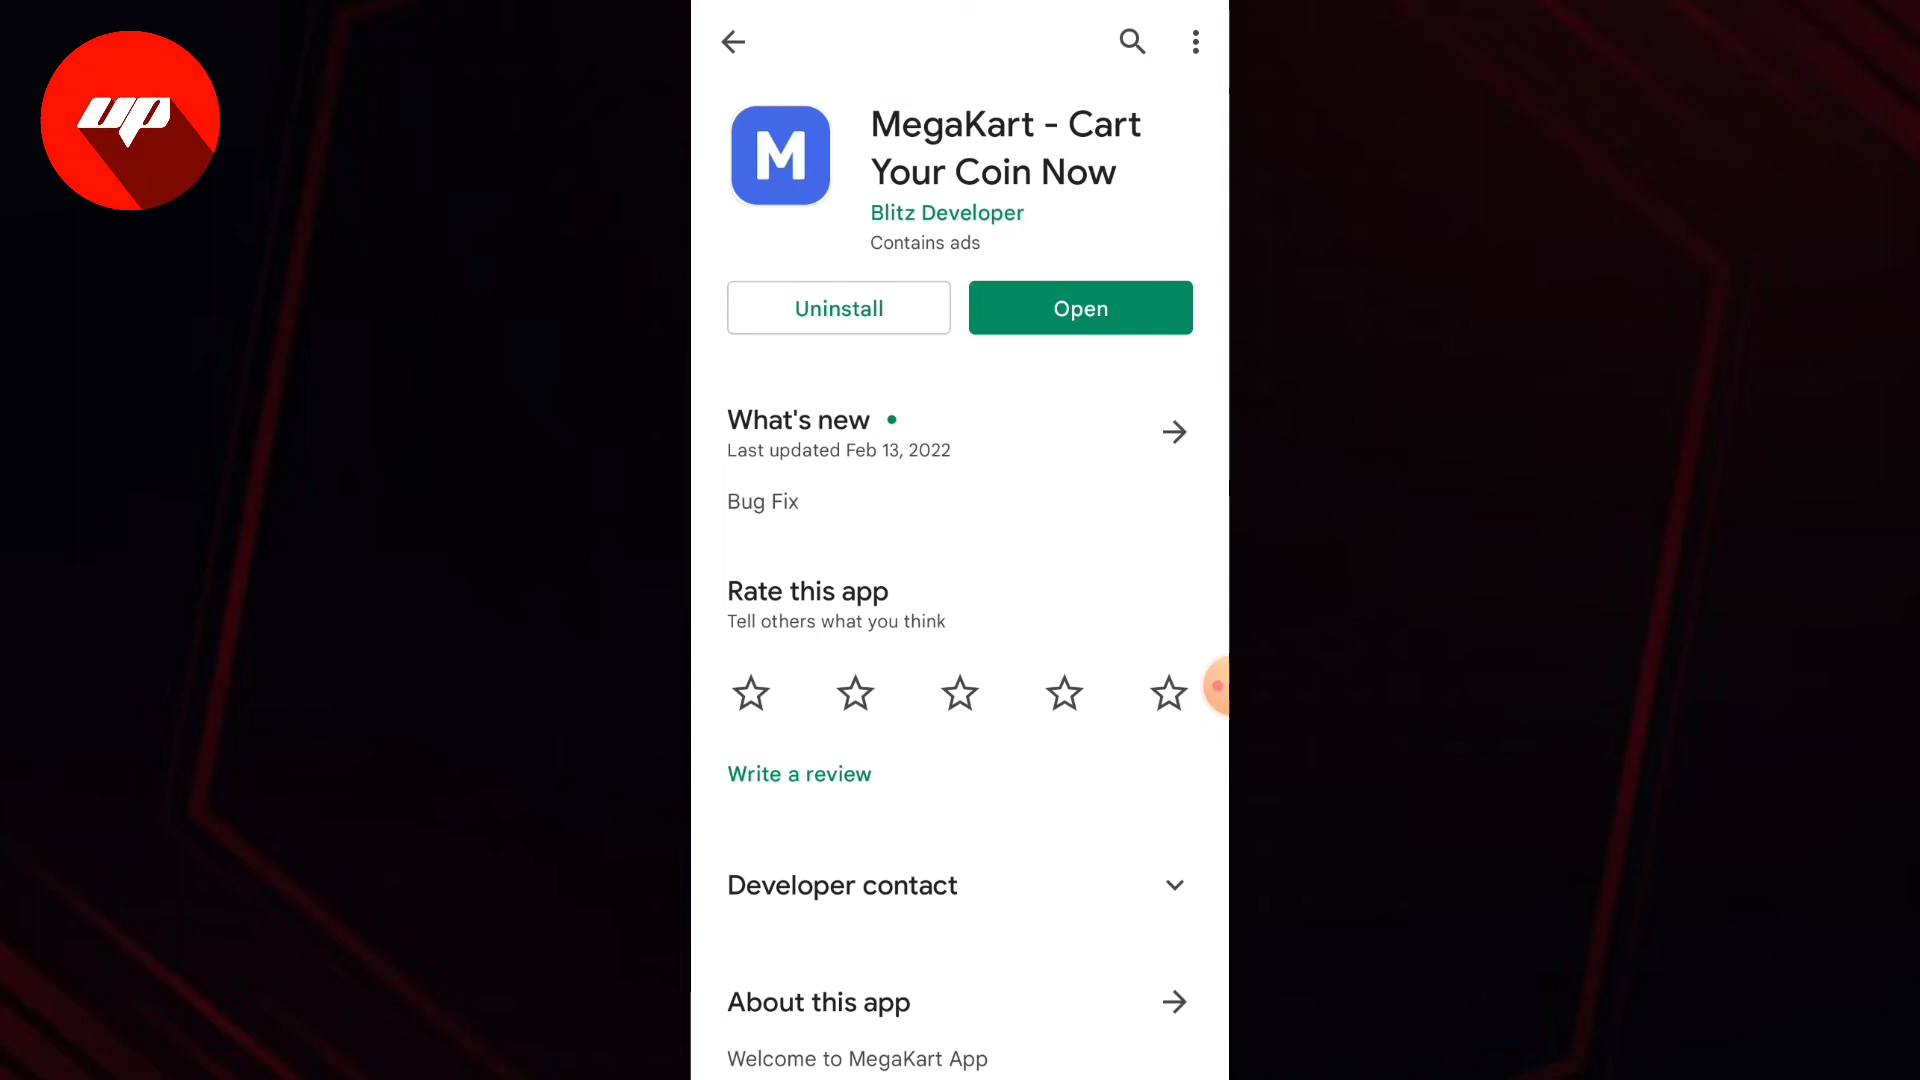 up
MegaKart - Cart
Your Coin Now
M
Blitz Developer
Contains ads
Uninstall
Open
What's new
Last updated Feb 13, 2022
Bug Fix
Rate this app
Tell others what you think
Write a review
Developer contact
About this app
Welcome to MegaKart App